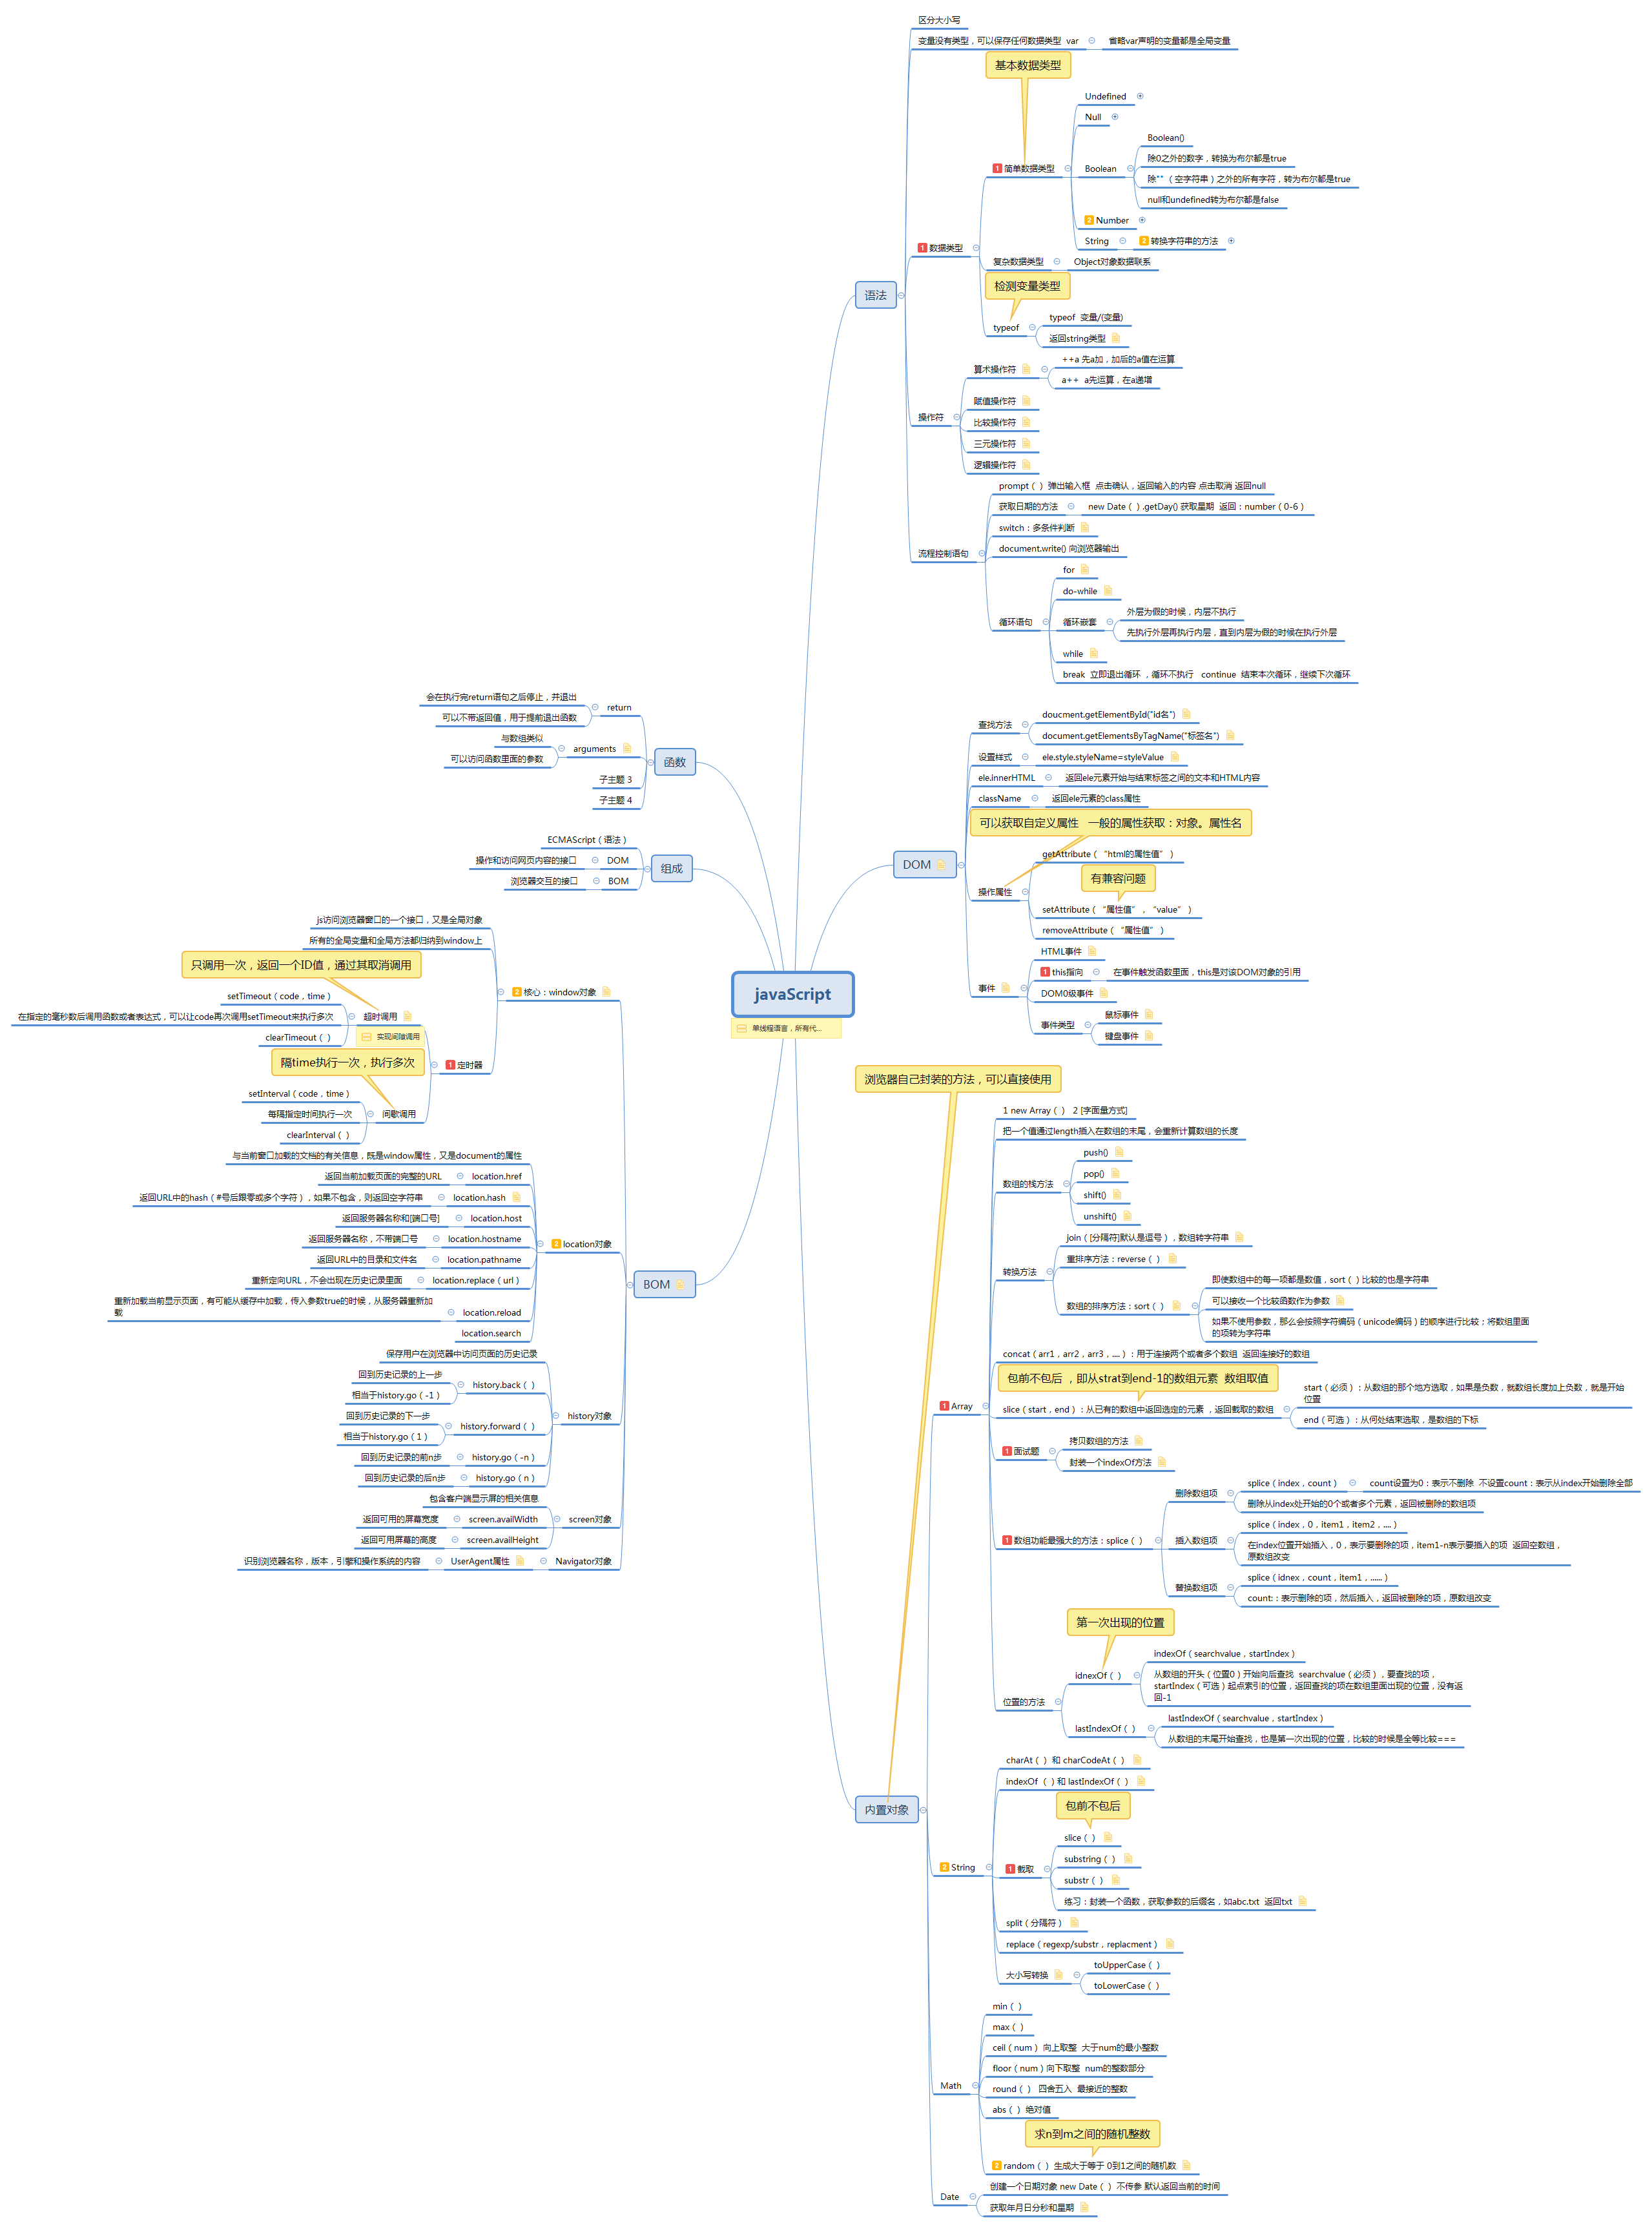 javaScript
单线程语言，所有代...
语法
区分大小写
变量没有类型，可以保存任何数据类型 var
省略var声明的变量都是全局变量
数据类型
基本数据类型
简单数据类型
Undefined
Null
Boolean
Boolean()
除0之外的数字，转换为布尔都是true
除""（空字符串）之外的所有字符，转为布尔都是true
null和undefined转为布尔都是false
Number
String
转换字符串的方法
复杂数据类型
Object对象数据联系
检测变量类型
typeof
typeof 变量/(变量)
返回string类型
操作符
算术操作符
++a 先a加，加后的a值在运算
a++ a先运算，在a递增
赋值操作符
比较操作符
三元操作符
逻辑操作符
流程控制语句
prompt（ ）弹出输入框 点击确认，返回输入的内容 点击取消 返回null
获取日期的方法
new Date（ ）.getDay() 获取星期 返回：number（0-6）
switch：多条件判断
document.write() 向浏览器输出
循环语句
for
do-while
循环嵌套
外层为假的时候，内层不执行
先执行外层再执行内层，直到内层为假的时候在执行外层
while
break 立即退出循环 ，循环不执行 continue 结束本次循环，继续下次循环
函数
return
会在执行完return语句之后停止，并退出
可以不带返回值，用于提前退出函数
arguments
与数组类似
可以访问函数里面的参数
子主题 3
子主题 4
组成
ECMAScript（语法）
DOM
操作和访问网页内容的接口
BOM
浏览器交互的接口
DOM
查找方法
doucment.getElementById("id名")
document.getElementsByTagName("标签名")
设置样式
ele.style.styleName=styleValue
ele.innerHTML
返回ele元素开始与结束标签之间的文本和HTML内容
className
返回ele元素的class属性
可以获取自定义属性 一般的属性获取：对象。属性名
操作属性
getAttribute（ “html的属性值” ）
有兼容问题
setAttribute（ “属性值” ，“value” ）
removeAttribute（ “属性值” ）
事件
HTML事件
this指向
在事件触发函数里面，this是对该DOM对象的引用
DOM0级事件
事件类型
鼠标事件
键盘事件
BOM
核心：window对象
js访问浏览器窗口的一个接口，又是全局对象
所有的全局变量和全局方法都归纳到window上
定时器
只调用一次，返回一个ID值，通过其取消调用
超时调用
实现间隔调用
setTimeout（code，time）
在指定的毫秒数后调用函数或者表达式，可以让code再次调用setTimeout来执行多次
clearTimeout（ ）
隔time执行一次，执行多次
间歇调用
setInterval（code，time）
每隔指定时间执行一次
clearInterval（ ）
location对象
与当前窗口加载的文档的有关信息，既是window属性，又是document的属性
location.href
返回当前加载页面的完整的URL
location.hash
返回URL中的hash（#号后跟零或多个字符），如果不包含，则返回空字符串
location.host
返回服务器名称和[端口号]
location.hostname
返回服务器名称，不带端口号
location.pathname
返回URL中的目录和文件名
location.replace（url）
重新定向URL，不会出现在历史记录里面
location.reload
重新加载当前显示页面，有可能从缓存中加载，传入参数true的时候，从服务器重新加
载
location.search
history对象
保存用户在浏览器中访问页面的历史记录
history.back（ ）
回到历史记录的上一步
相当于history.go（-1）
history.forward（ ）
回到历史记录的下一步
相当于history.go（1）
history.go（-n）
回到历史记录的前n步
history.go（n）
回到历史记录的后n步
screen对象
包含客户端显示屏的相关信息
screen.availWidth
返回可用的屏幕宽度
screen.availHeight
返回可用屏幕的高度
Navigator对象
UserAgent属性
识别浏览器名称，版本，引擎和操作系统的内容
浏览器自己封装的方法，可以直接使用
内置对象
Array
1 new Array（ ） 2 [字面量方式]
把一个值通过length插入在数组的末尾，会重新计算数组的长度
数组的栈方法
push()
pop()
shift()
unshift()
转换方法
join（[分隔符]默认是逗号），数组转字符串
重排序方法：reverse（ ）
数组的排序方法：sort（ ）
即使数组中的每一项都是数值，sort（ ）比较的也是字符串
可以接收一个比较函数作为参数
如果不使用参数，那么会按照字符编码（unicode编码）的顺序进行比较；将数组里面
的项转为字符串
concat（arr1，arr2，arr3，....）：用于连接两个或者多个数组 返回连接好的数组
包前不包后 ，即从strat到end-1的数组元素 数组取值
slice（start，end）：从已有的数组中返回选定的元素 ，返回截取的数组
start（必须）：从数组的那个地方选取，如果是负数，就数组长度加上负数，就是开始
位置
end（可选）：从何处结束选取，是数组的下标
面试题
拷贝数组的方法
封装一个indexOf方法
数组功能最强大的方法：splice（ ）
删除数组项
splice（index，count）
count设置为0：表示不删除 不设置count：表示从index开始删除全部
删除从index处开始的0个或者多个元素，返回被删除的数组项
插入数组项
splice（index，0，item1，item2，....）
在index位置开始插入，0，表示要删除的项，item1-n表示要插入的项 返回空数组，
原数组改变
替换数组项
splice（idnex，count，item1，......）
count:：表示删除的项，然后插入，返回被删除的项，原数组改变
位置的方法
第一次出现的位置
idnexOf（ ）
indexOf（searchvalue，startIndex）
从数组的开头（位置0）开始向后查找 searchvalue（必须），要查找的项，
startIndex（可选）起点索引的位置，返回查找的项在数组里面出现的位置，没有返
回-1
lastIndexOf（ ）
lastIndexOf（searchvalue，startIndex）
从数组的末尾开始查找，也是第一次出现的位置，比较的时候是全等比较===
String
charAt（ ）和 charCodeAt（ ）
indexOf （ ）和 lastIndexOf（ ）
截取
包前不包后
slice（ ）
substring（ ）
substr（ ）
练习：封装一个函数，获取参数的后缀名，如abc.txt 返回txt
split（分隔符）
replace（regexp/substr，replacment）
大小写转换
toUpperCase（ ）
toLowerCase（ ）
Math
min（ ）
max（ ）
ceil（num） 向上取整 大于num的最小整数
floor（num）向下取整 num的整数部分
round（ ） 四舍五入 最接近的整数
abs（ ）绝对值
求n到m之间的随机整数
random（ ）生成大于等于 0到1之间的随机数
Date
创建一个日期对象 new Date（ ）不传参 默认返回当前的时间
获取年月日分秒和星期